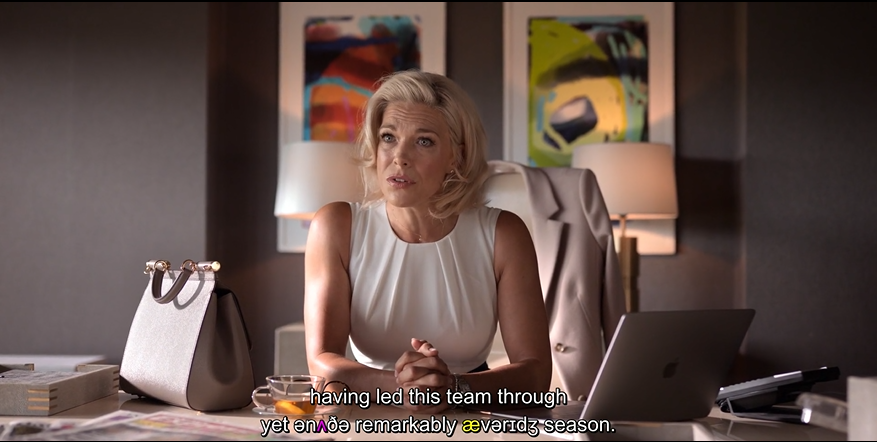 having led this team through
yet ənʌðə remarkably ævərɪdʒ season.